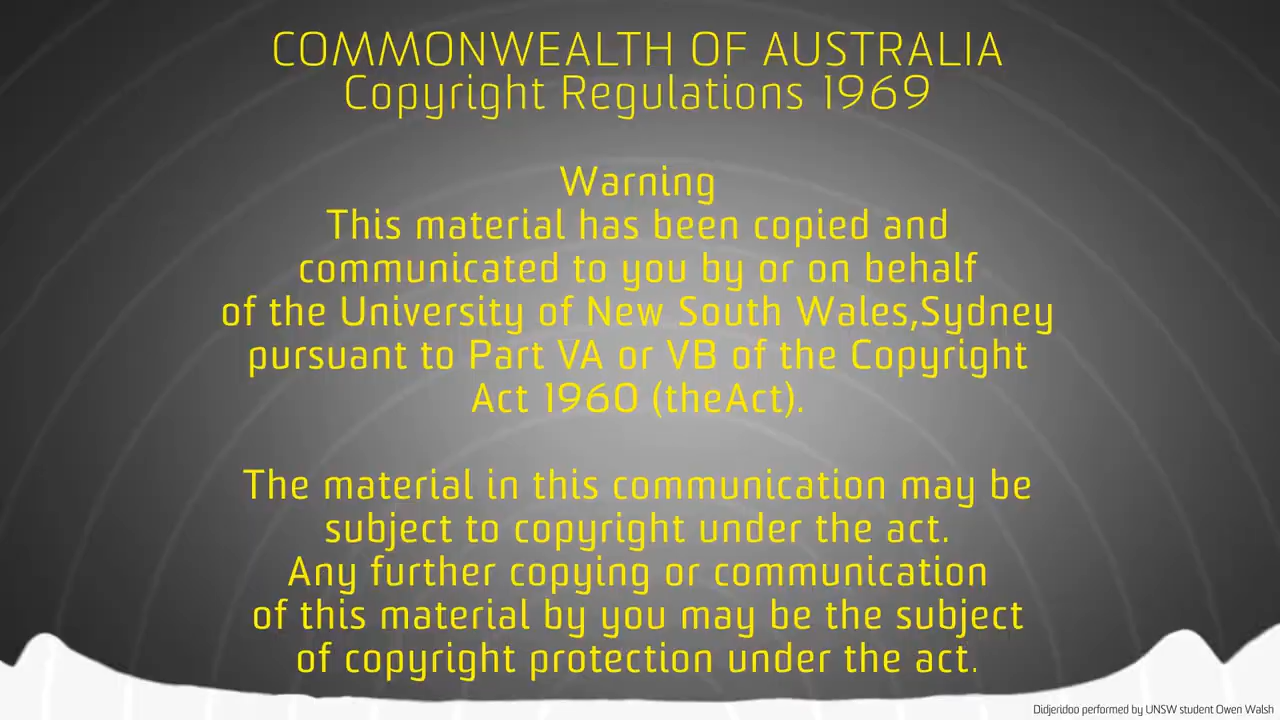 COMMONWEALTH OF AUSTRALIA
Copyright Regulations 1969
Warning
This material has been copied and
communicated to you by or on behalf
of the University of New South Wales,Sydney
pursuant to Part VA or VB of the Copyright
Act 1960 (theAct).
The material in this communication may be
subject to copyright under the act.
Any further copying or communication
of this material by you may be the subject
of copyright protection under the act.
Didjeridoo performed by UNSW student Owen Walsh